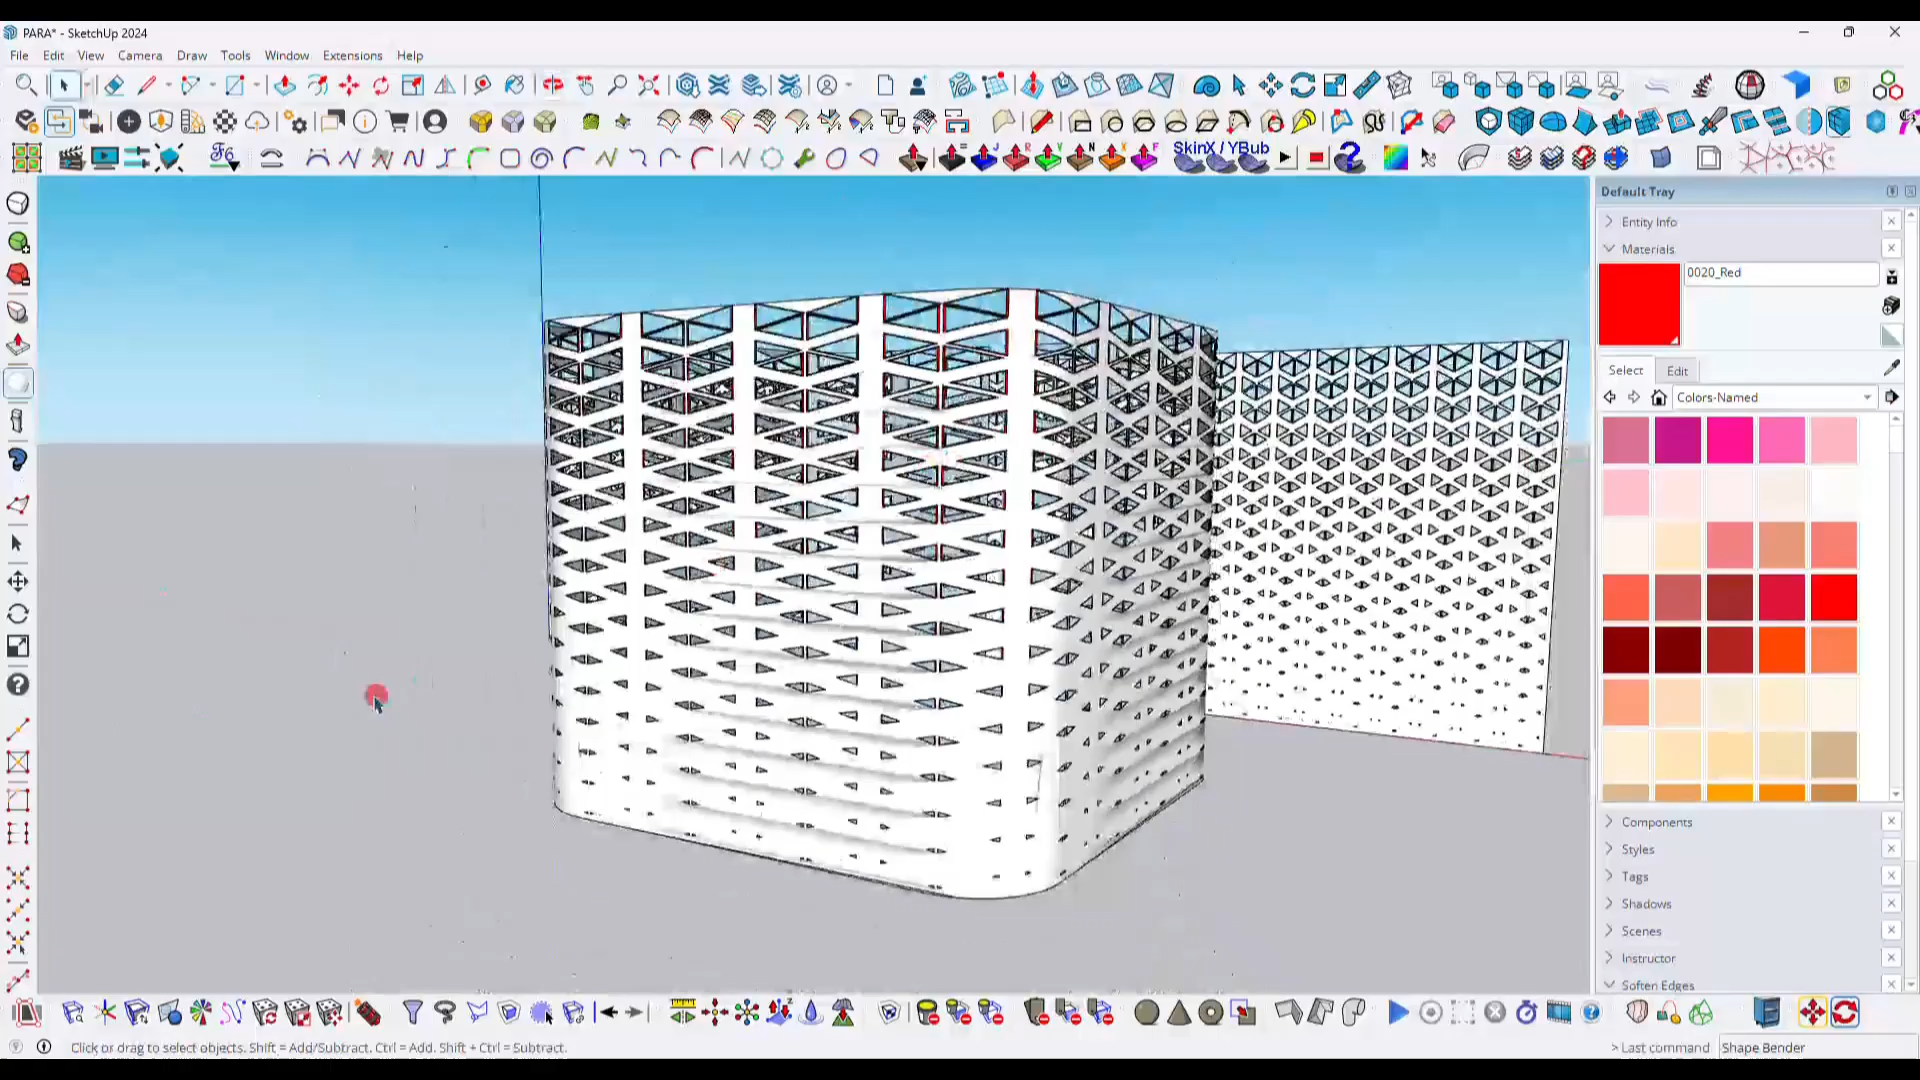 PARA* - SketchUp 2024
File Edit View Camera Draw Tools Window Extensions Help
F6
SkinX / YBub
= J R V N X F
Default Tray
Entity Info
Materials
0020_Red
Select Edit
Colors-Named
Components
Styles
Tags
Shadows
Scenes
Instructor
Soften Edges
Click or drag to select objects. Shift = Add/Subtract. Ctrl = Add. Shift + Ctrl = Subtract.
> Last command Shape Bender